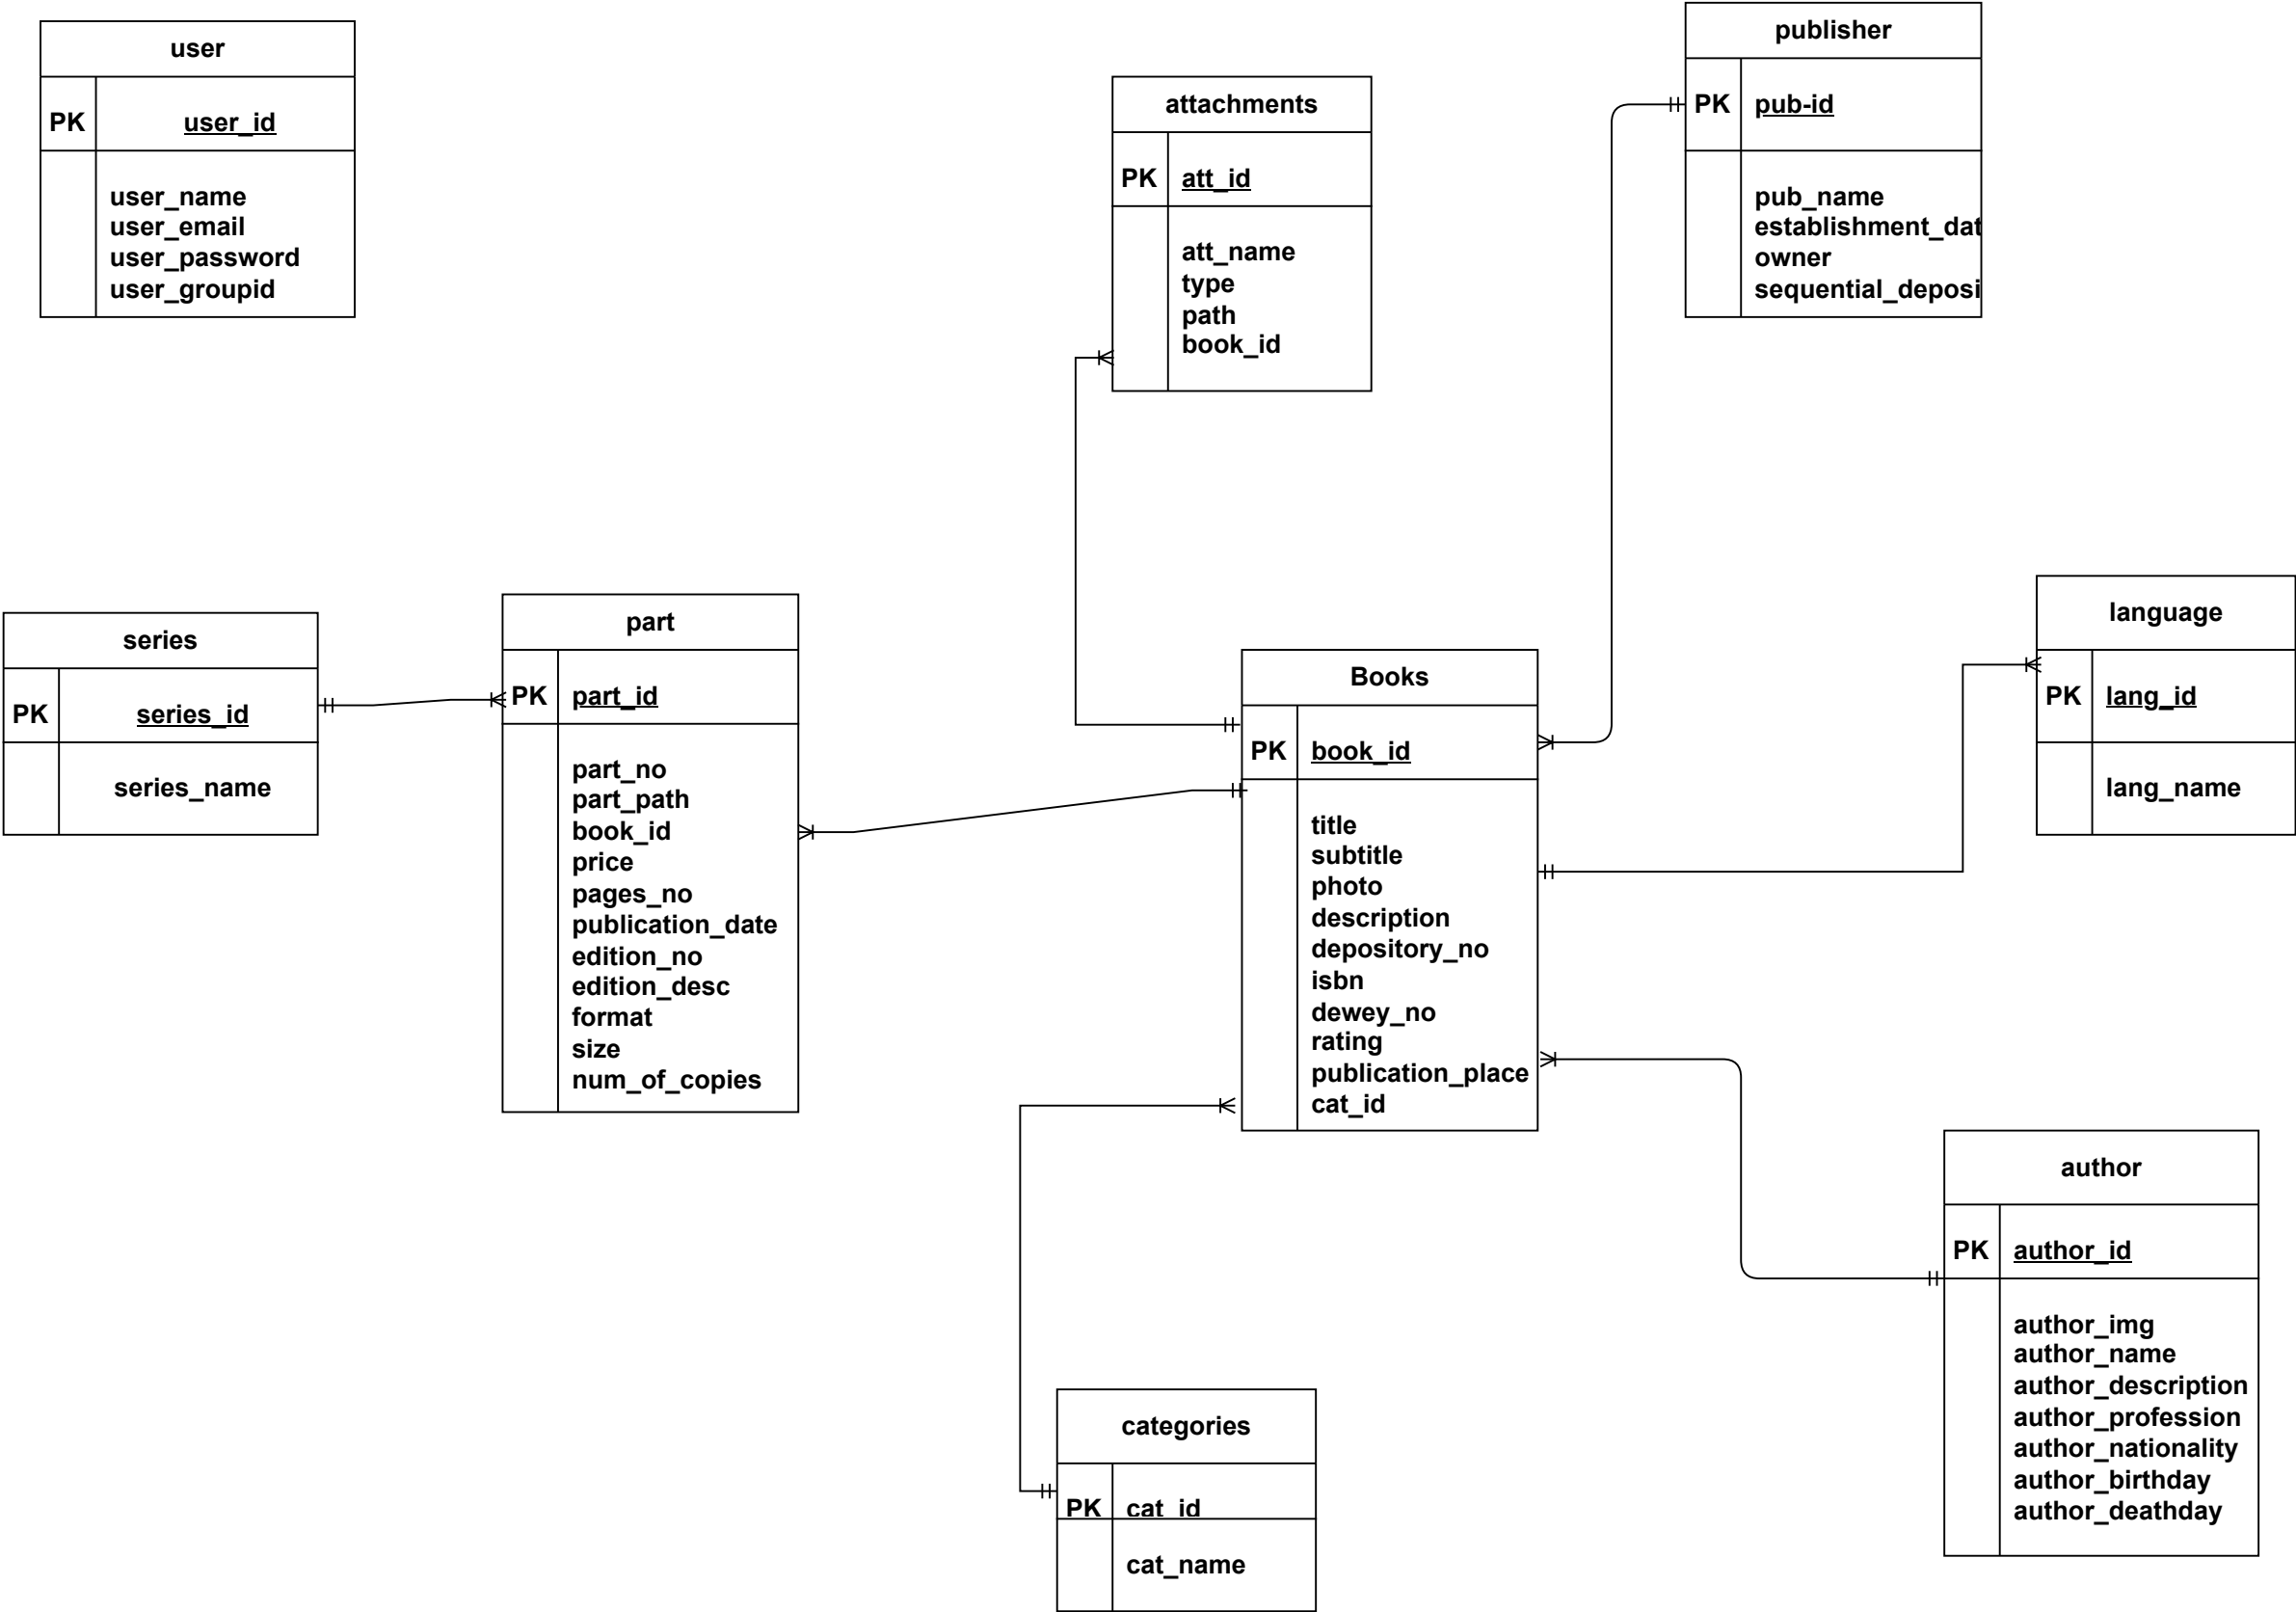 user
PK
user_id
user_name
user_email
user_password
user_groupid
attachments
PK
att_id
att_name
type
path
book_id
publisher
PK
pub-id
pub_name
establishment_dat
owner
sequential_deposi
series
PK
series_id
series_name
part
PK
part_id
part_no
part_path
book_id
price
pages_no
publication_date
edition_no
edition_desc
format
size
num_of_copies
Books
PK
book_id
title
subtitle
photo
description
depository_no
isbn
dewey_no
rating
publication_place
cat_id
language
PK
lang_id
lang_name
categories
PK
cat_id
cat_name
author
PK
author_id
author_img
author_name
author_description
author_profession
author_nationality
author_birthday
author_deathday